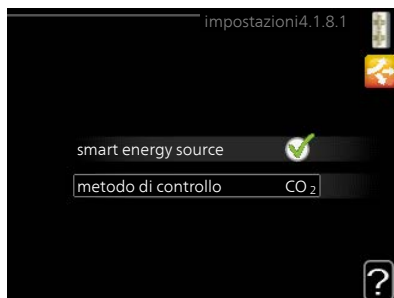 impostazioni4.1.8.1
smart energy source
metodo di controllo CO₂
?